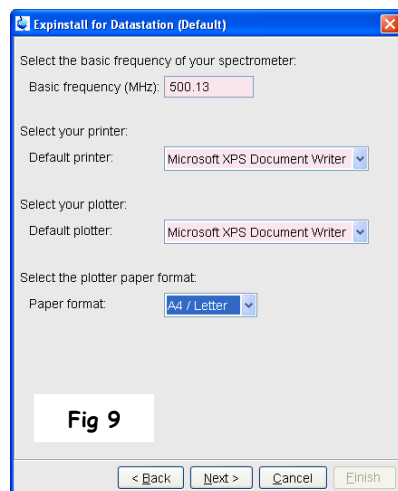 Expinstall for Datastation (Default)
Select the basic frequency of your spectrometer:
Basic frequency (MHz): 500.13
Select your printer:
Default printer: Microsoft XPS Document Writer
Select your plotter:
Default plotter: Microsoft XPS Document Writer
Select the plotter paper format:
Paper format: A4 / Letter
Fig 9
< Back Next > Cancel Finish